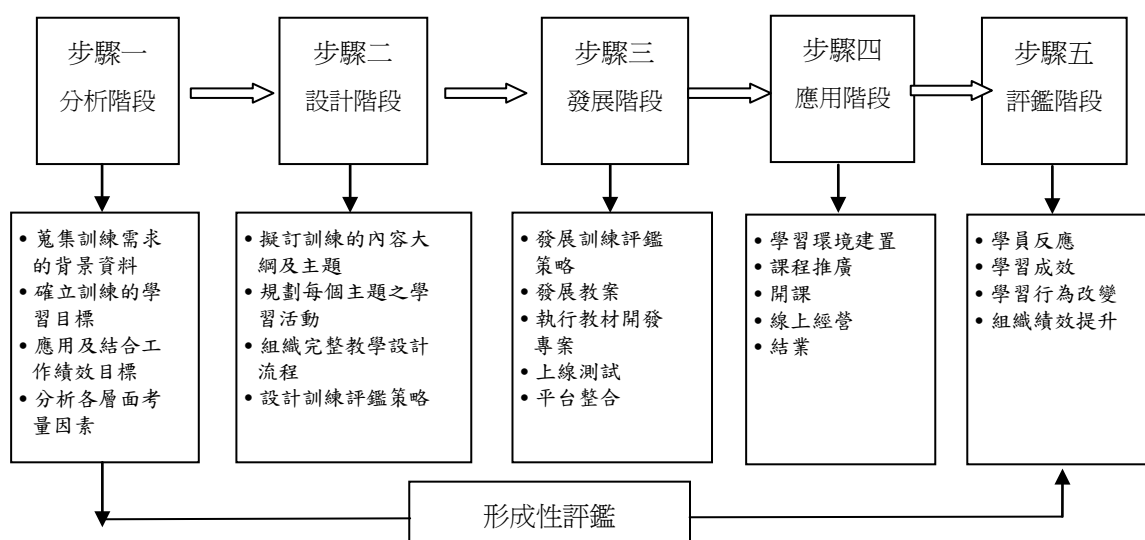 步驟一
分析階段
步驟二
設計階段
步驟三
發展階段
步驟四
應用階段
步驟五
評鑑階段
• 蒐集訓練需求
的背景資料
• 確立訓練的學
習目標
• 應用及結合工
作績效目標
• 分析各層面考
量因素
• 擬訂訓練的內容大
綱及主題
• 規劃每個主題之學
習活動
• 組織完整教學設計
流程
• 設計訓練評鑑策略
• 發展訓練評鑑
策略
• 發展教案
• 執行教材開發
專案
• 上線測試
• 平台整合
• 學習環境建置
• 課程推廣
• 開課
• 線上經營
• 結業
• 學員反應
• 學習成效
• 學習行為改變
• 組織績效提升
形成性評鑑